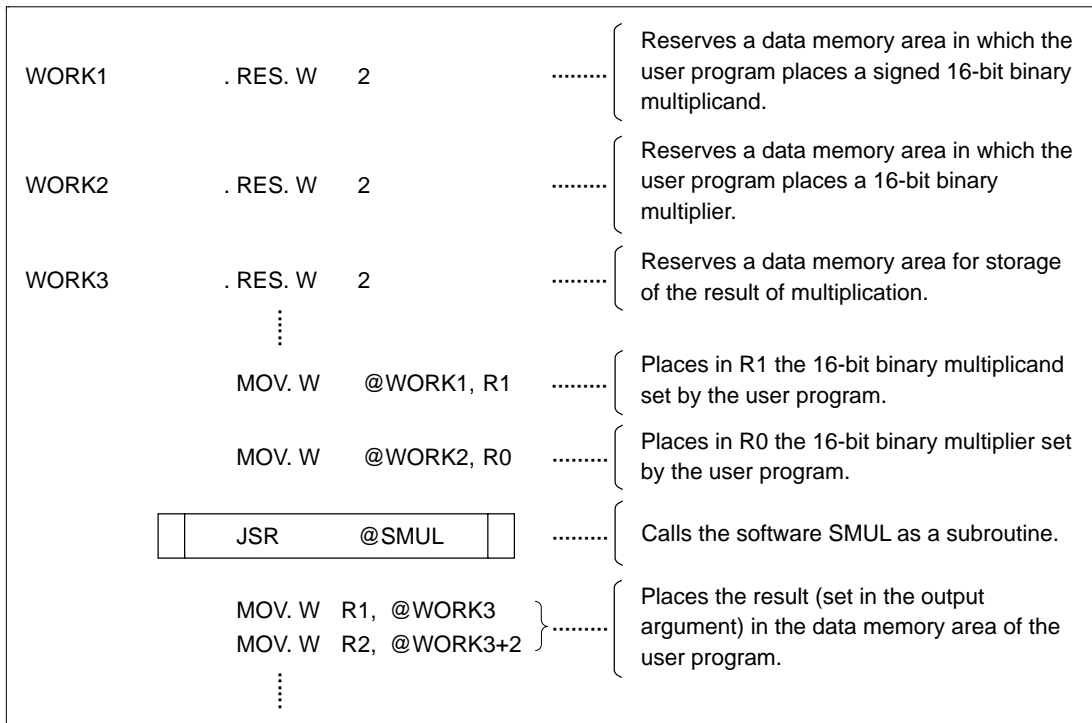 WORK1 . RES. W 2 ......... Reserves a data memory area in which the
user program places a signed 16-bit binary
multiplicand.
WORK2 . RES. W 2 ......... Reserves a data memory area in which the
user program places a 16-bit binary
multiplier.
WORK3 . RES. W 2 ......... Reserves a data memory area for storage
of the result of multiplication.
MOV. W @WORK1, R1 ......... Places in R1 the 16-bit binary multiplicand
set by the user program.
MOV. W @WORK2, R0 ......... Places in R0 the 16-bit binary multiplier set
by the user program.
JSR @SMUL ......... Calls the software SMUL as a subroutine.
MOV. W R1, @WORK3
MOV. W R2, @WORK3+2 ......... Places the result (set in the output
argument) in the data memory area of the
user program.